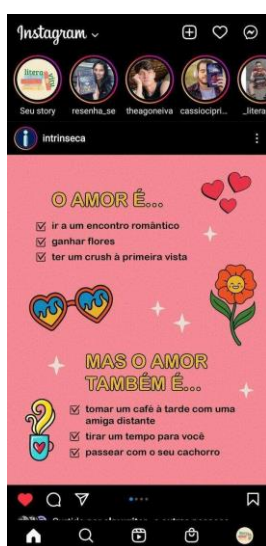 Instagram
Seu story
resenha_se
theagoneiva
cassiocipri...
_litera
intrinseca
O AMOR É...
ir a um encontro romântico
ganhar flores
ter um crush à primeira vista
MAS O AMOR
TAMBÉM É...
tomar um café à tarde com uma
amiga distante
tirar um tempo para você
passear com o seu cachorro